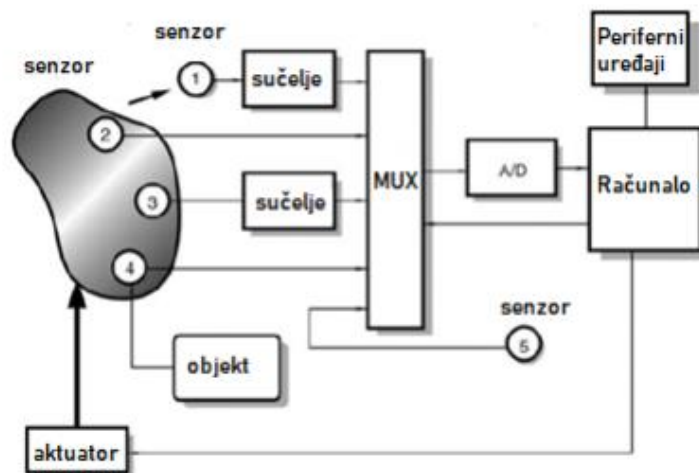 senzor
senzor
1
sučelje
2
3
sučelje
4
MUX
A/D
Periferni
uređaji
Računalo
senzor
5
objekt
aktuator